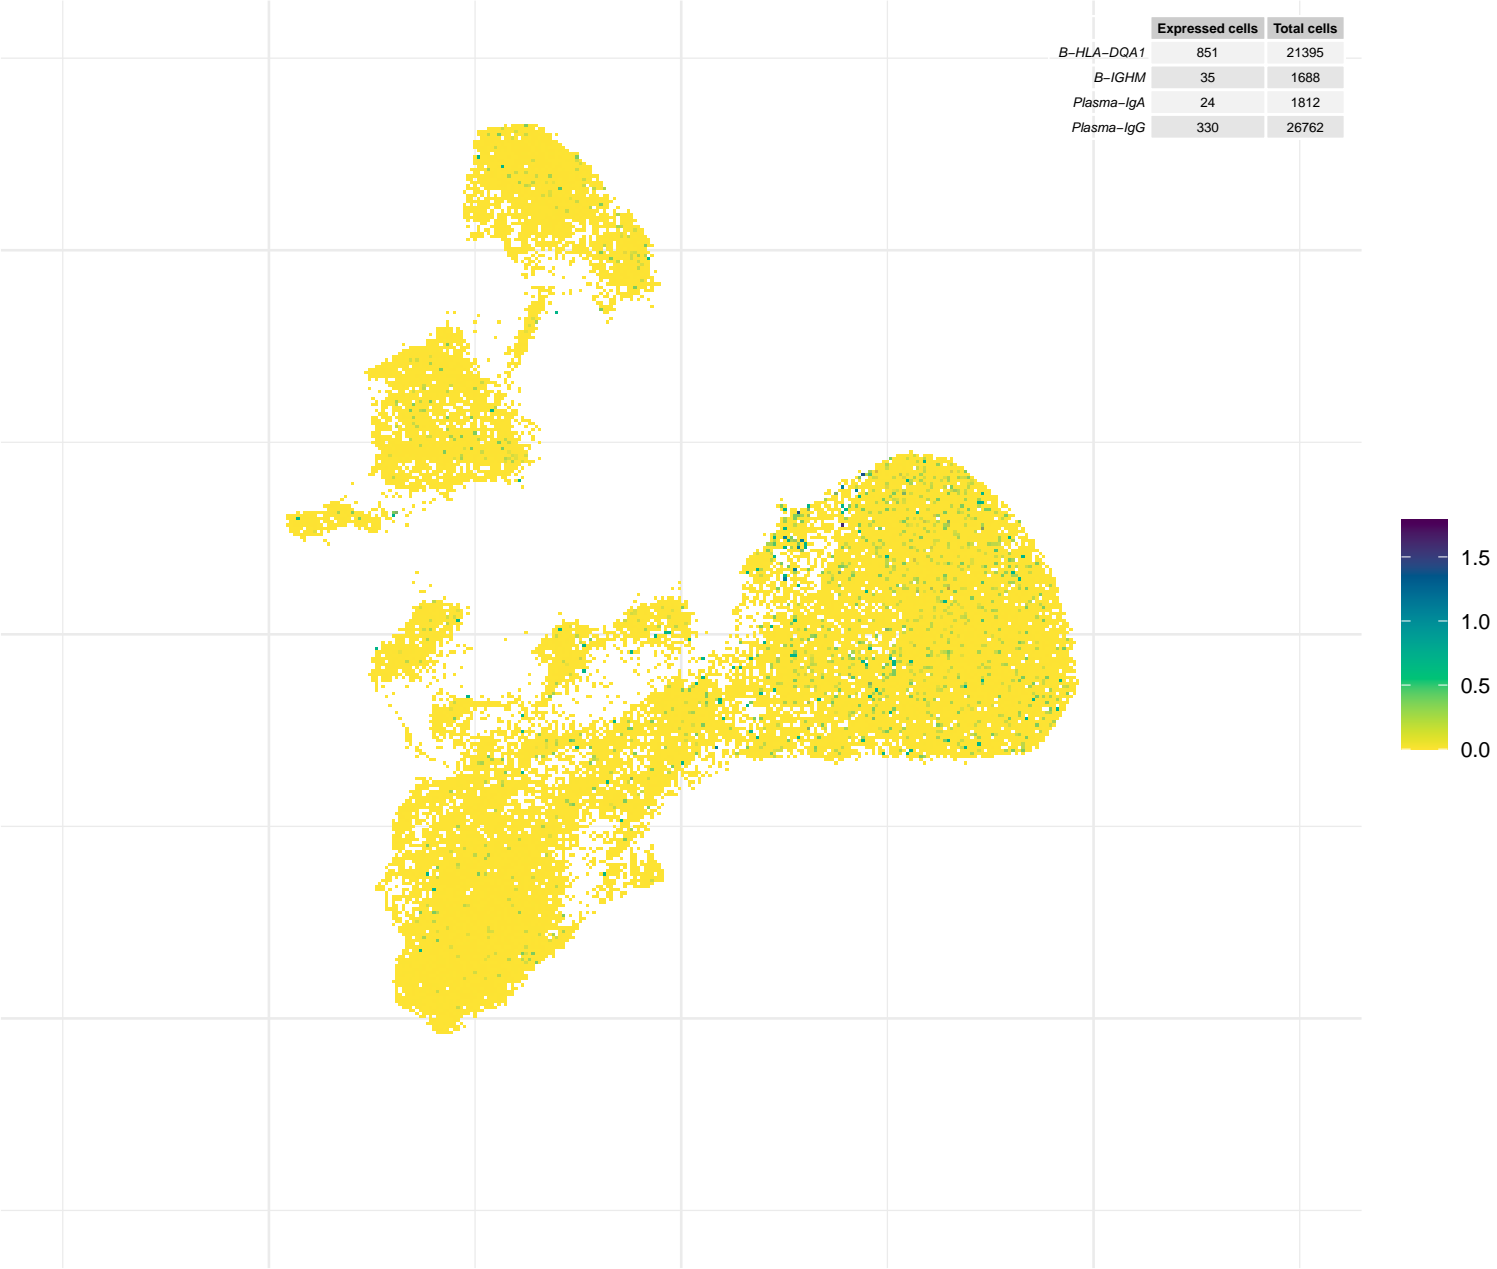 Expressed cells Total cells
B−HLA−DQA1 851 21395
B−IGHM 35 1688
Plasma−IgA 24 1812
Plasma−IgG 330 26762
1.5
1.0
0.5
0.0